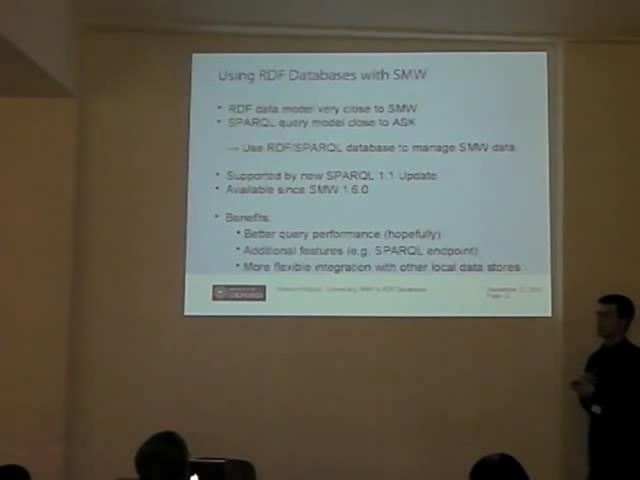 Using RDF Databases with SMW
• RDF data model very close to SMW
• SPARQL query model close to ASK
→ Use RDF/SPARQL database to manage SMW data
• Supported by new SPARQL 1.1 Update
• Available since SMW 1.6.0
• Benefits:
• Better query performance (hopefully)
• Additional features (e.g. SPARQL endpoint)
• More flexible integration with other local data stores